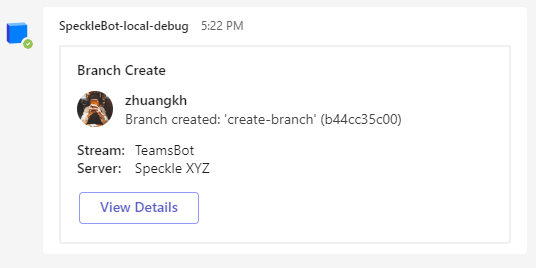 SpeckleBot-local-debug 5:22 PM
Branch Create
zhuangkh
Branch created: 'create-branch' (b44cc35c00)
Stream: TeamsBot
Server: Speckle XYZ
View Details